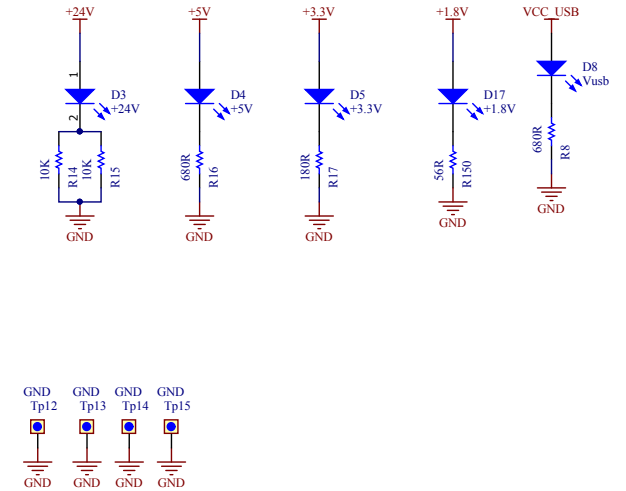 +24V
+5V
+3.3V
+1.8V
VCC_USB
1
D3
+24V
2
D4
+5V
D5
+3.3V
D17
+1.8V
D8
Vusb
10K
R14
10K
R15
680R
R16
180R
R17
56R
R150
680R
R8
GND
GND
GND
GND
GND
GND
Tp12
GND
Tp13
GND
Tp14
GND
Tp15
GND
GND
GND
GND